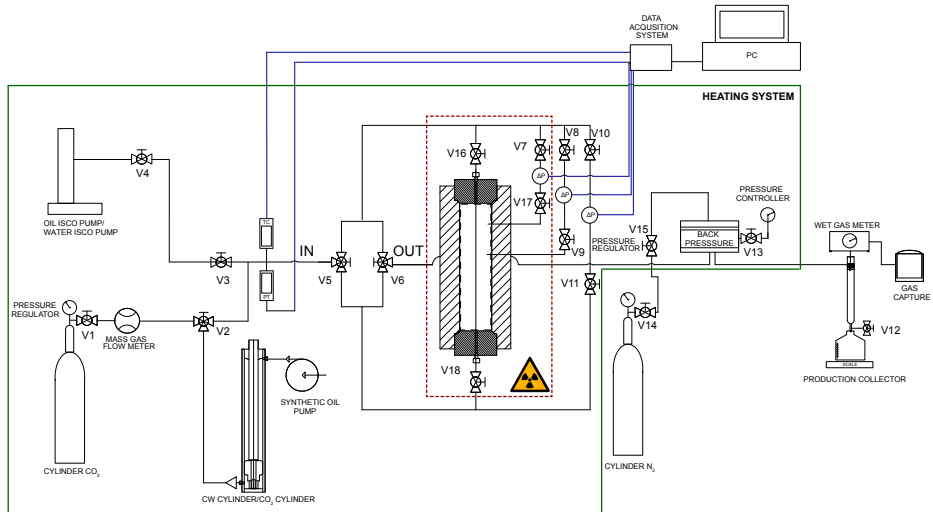 DATA
ACQUSITION
SYSTEM
PC
HEATING SYSTEM
V16
V7
V8
V10
V4
ΔP
ΔP
ΔP
V17
OIL ISCO PUMP/
WATER ISCO PUMP
TC
PT
IN
OUT
V3
V5
V6
V9
V11
V15
PRESSURE
REGULATOR
BACK
PRESSSURE
V13
PRESSURE
CONTROLLER
WET GAS METER
GAS
CAPTURE
PRESSURE
REGULATOR
V1
MASS GAS
FLOW METER
V2
V14
V12
SCALE
PRODUCTION COLLECTOR
V18
SYNTHETIC OIL
PUMP
CYLINDER CO₂
CW CYLINDER/CO₂ CYLINDER
CYLINDER N₂